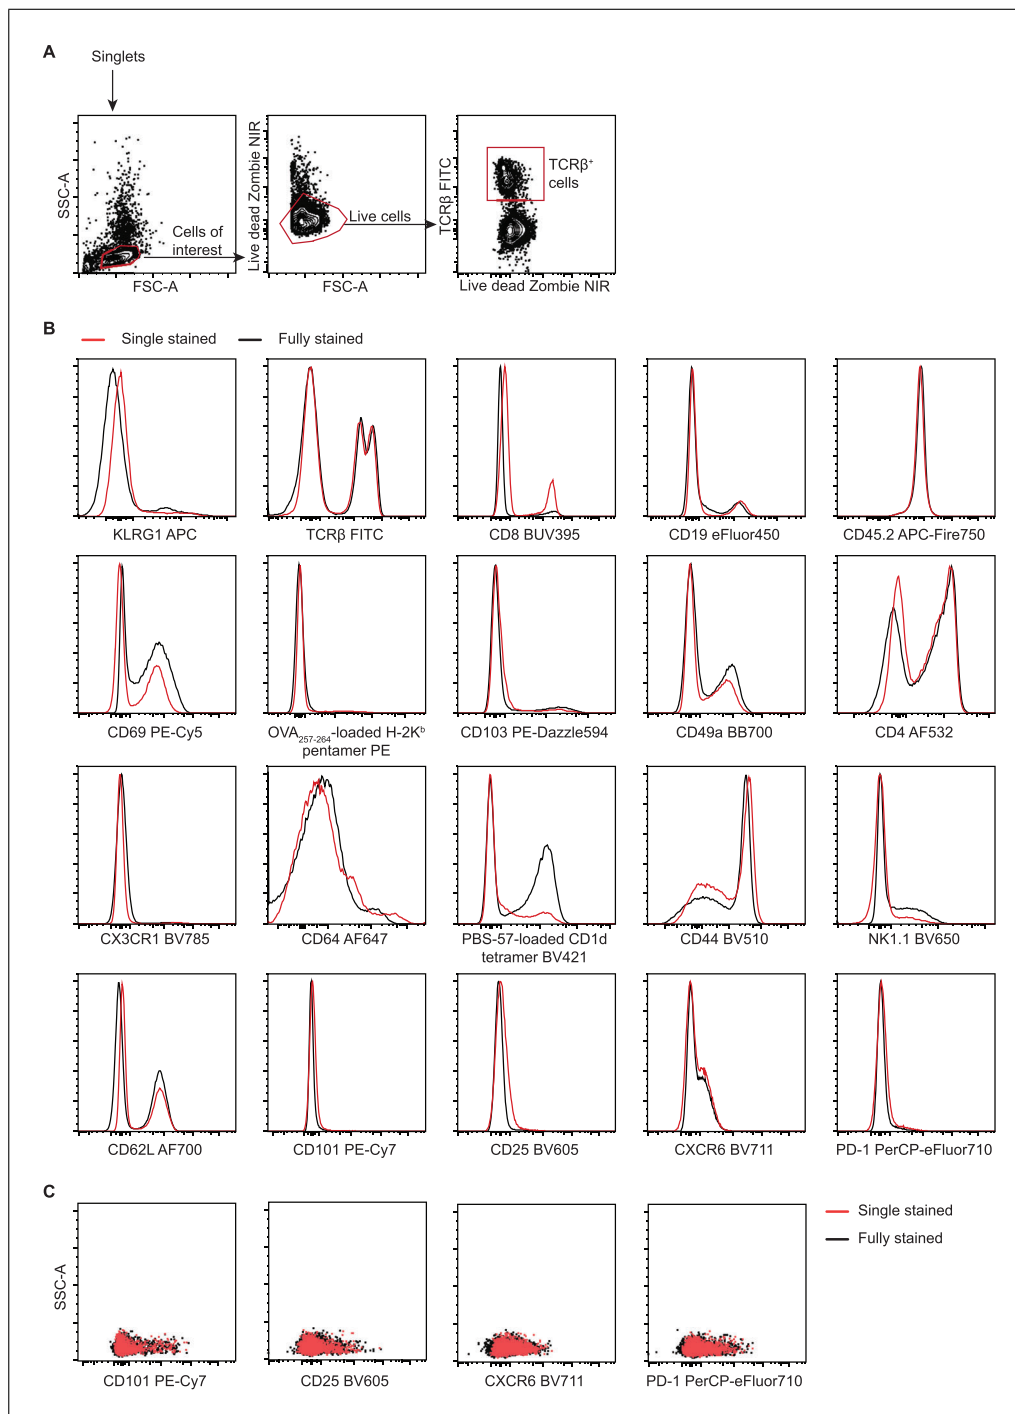 A
Singlets
SSC-A
Cells of
interest
FSC-A
Live dead Zombie NIR
Live cells
FSC-A
TCRβ FITC
TCRβ⁺
cells
Live dead Zombie NIR
B
Single stained
Fully stained
KLRG1 APC
TCRβ FITC
CD8 BUV395
CD19 eFluor450
CD45.2 APC-Fire750
CD69 PE-Cy5
OVA₂₅₇₋₂₆₄-loaded H-2Kᵇ
pentamer PE
CD103 PE-Dazzle594
CD49a BB700
CD4 AF532
CX3CR1 BV785
CD64 AF647
PBS-57-loaded CD1d
tetramer BV421
CD44 BV510
NK1.1 BV650
CD62L AF700
CD101 PE-Cy7
CD25 BV605
CXCR6 BV711
PD-1 PerCP-eFluor710
C
Single stained
Fully stained
SSC-A
CD101 PE-Cy7
CD25 BV605
CXCR6 BV711
PD-1 PerCP-eFluor710